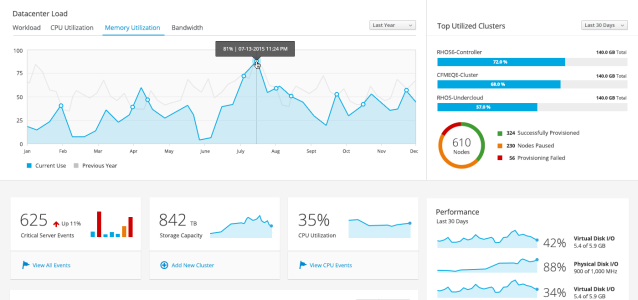 Datacenter Load
Workload CPU Utilization Memory Utilization Bandwidth
Last Year
81% | 07-13-2015 11:24 PM
100
75
50
25
0
Jan Feb Mar Apr May June July Aug Sept Oct Nov Dec
Current Use Previous Year
Top Utilized Clusters
Last 30 Days
RHOS6-Controller 140.0 GB Total
72.0 %
CFMEQE-Cluster 140.0 GB Total
68.0 %
RHOS-Undercloud 140.0 GB Total
57.0 %
610
Nodes
324 Successfully Provisioned
230 Nodes Paused
56 Provisioning Failed
625 Up 11%
Critical Server Events
View All Events
842 TB
Storage Capacity
Add New Cluster
35%
CPU Utilization
View CPU Events
Performance
Last 30 Days
42% Virtual Disk I/O
5.4 of 5.9 GB
88% Physical Disk I/O
900 of 1,000 MHz
34% Virtual Disk I/O
5.4 of 5.9 GB